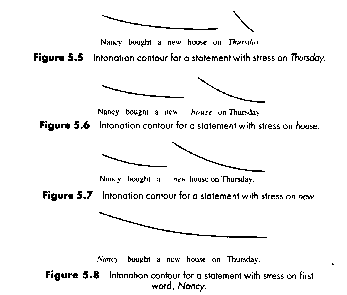 Nancy bought a new house on Thursday
Figure 5.5 Intonation contour for a statement with stress on Thursday.
Nancy bought a new house on Thursday
Figure 5.6 Intonation contour for a statement with stress on house.
Nancy bought a new house on Thursday.
Figure 5.7 Intonation contour for a statement with stress on new
Nancy bought a new house on Thursday.
Figure 5.8 Intonation contour for a statement with stress on first
word, Nancy.